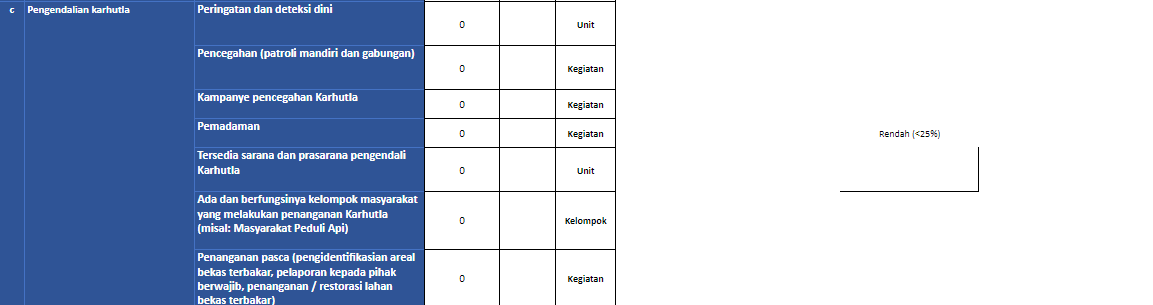 c Pengendalian karhutla Peringatan dan deteksi dini
0 Unit
Pencegahan (patroli mandiri dan gabungan)
0 Kegiatan
Kampanye pencegahan Karhutla
0 Kegiatan
Pemadaman
0 Kegiatan Rendah (<25%)
Tersedia sarana dan prasarana pengendali
Karhutla
0 Unit
Ada dan berfungsinya kelompok masyarakat
yang melakukan penanganan Karhutla
(misal: Masyarakat Peduli Api)
0 Kelompok
Penanganan pasca (pengidentifikasian areal
bekas terbakar, pelaporan kepada pihak
berwajib, penanganan / restorasi lahan
bekas terbakar)
0 Kegiatan